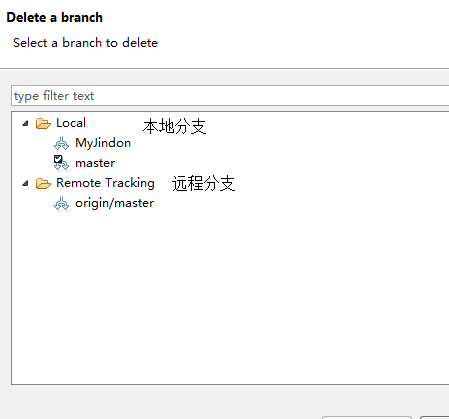 Delete a branch
Select a branch to delete
type filter text
Local 本地分支
MyJindon
master
Remote Tracking 远程分支
origin/master